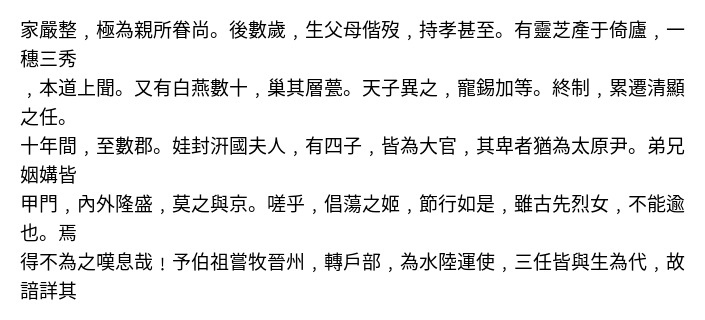 家嚴整，極為親所眷尚。後數歲，生父母偕歿，持孝甚至。有靈芝產于倚廬，一
穗三秀
，本道上聞。又有白燕數十，巢其層甍。天子異之，寵錫加等。終制，累遷清顯
之任。
十年間，至數郡。娃封汧國夫人，有四子，皆為大官，其卑者猶為太原尹。弟兄
姻媾皆
甲門，內外隆盛，莫之與京。嗟乎，倡蕩之姬，節行如是，雖古先烈女，不能逾
也。焉
得不為之嘆息哉！予伯祖嘗牧晉州，轉戶部，為水陸運使，三任皆與生為代，故
諳詳其